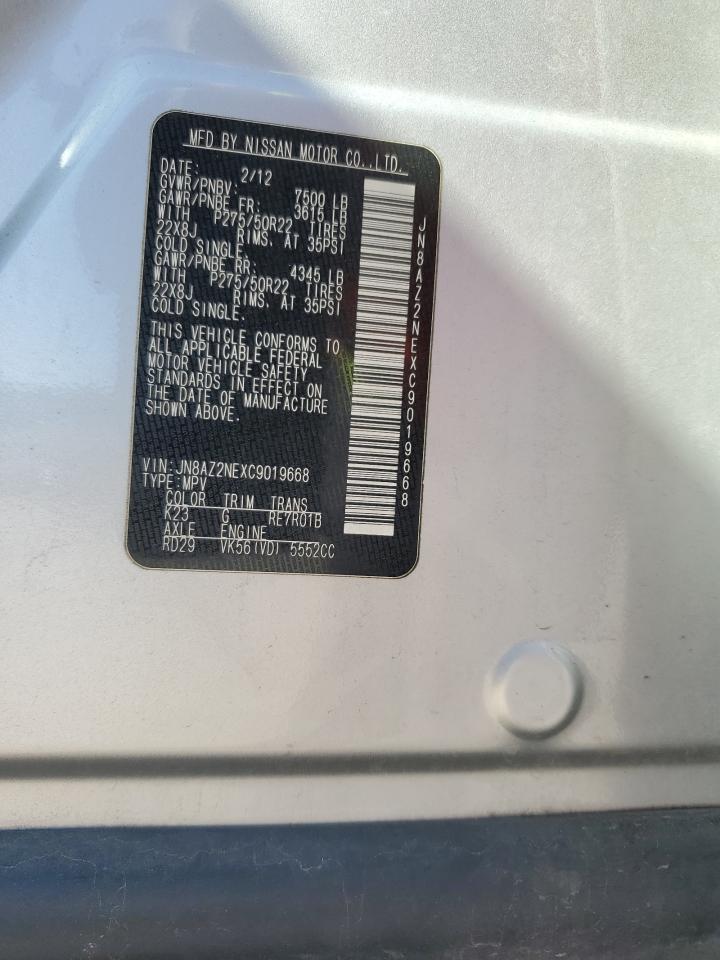 MFD BY NISSAN MOTOR CO.,LTD.
DATE: 2/12
GVWR/PNBV: 7500 LB
GAWR/PNBE FR: 3615 LB
WITH P275/50R22 TIRES
22X8J RIMS, AT 35PSI
COLD SINGLE.
GAWR/PNBE RR: 4345 LB
WITH P275/50R22 TIRES
22X8J RIMS, AT 35PSI
COLD SINGLE.
THIS VEHICLE CONFORMS TO
ALL APPLICABLE FEDERAL
MOTOR VEHICLE SAFETY
STANDARDS IN EFFECT ON
THE DATE OF MANUFACTURE
SHOWN ABOVE.
VIN:JN8AZ2NEXC9019668
TYPE:MPV
COLOR TRIM TRANS
K23 G RE7R01B
AXLE ENGINE
RD29 VK56(VD) 5552CC
JN8AZ2NEXC9019668